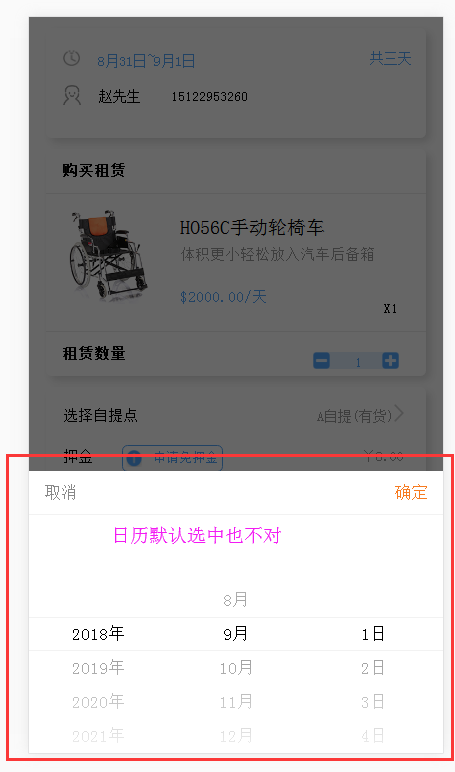 8月31日~9月1日 共三天
赵先生 15122953260
购买租赁
HO56C手动轮椅车
体积更小轻松放入汽车后备箱
$2000.00/天
X1
租赁数量 1
选择自提点 A自提(有货)
押金 申请免押金
取消 确定
日历默认选中也不对
8月
2018年 9月 1日
2019年 10月 2日
2020年 11月 3日
2021年 12月 4日